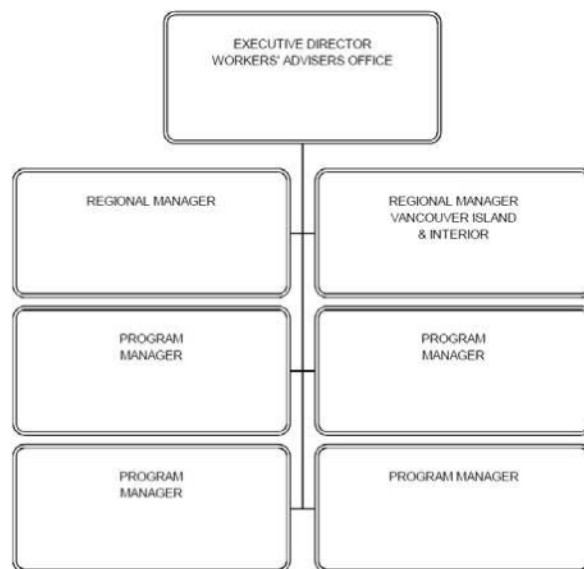 EXECUTIVE DIRECTOR
WORKERS' ADVISERS OFFICE
REGIONAL MANAGER
REGIONAL MANAGER
VANCOUVER ISLAND
& INTERIOR
PROGRAM
MANAGER
PROGRAM
MANAGER
PROGRAM
MANAGER
PROGRAM MANAGER